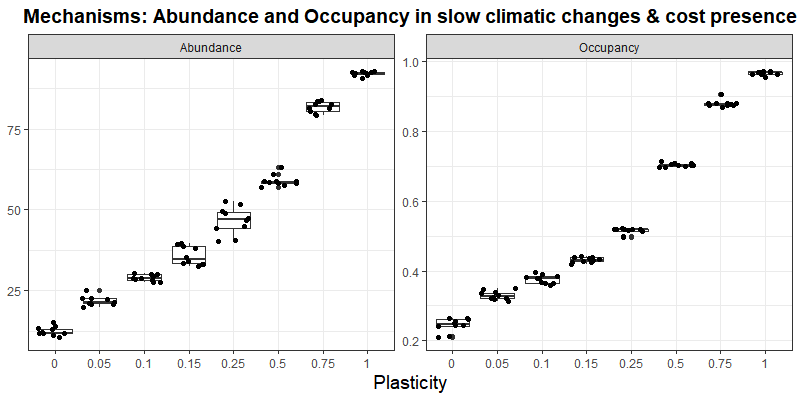 Mechanisms: Abundance and Occupancy in slow climatic changes & cost presence
Abundance
Occupancy
75
50
25
0 0.05 0.1 0.15 0.25 0.5 0.75 1
1.0
0.8
0.6
0.4
0.2
0 0.05 0.1 0.15 0.25 0.5 0.75 1
Plasticity